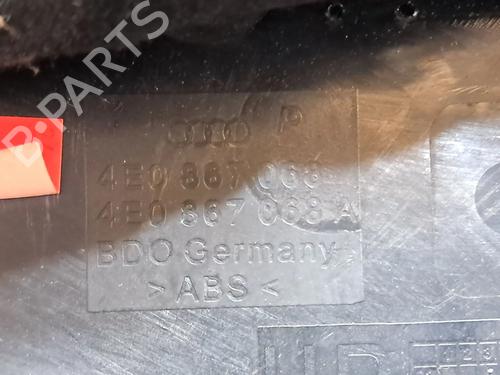 B-PARTS
P
4E0 867 068
4E0 867 068 A
BDO Germany
> ABS <